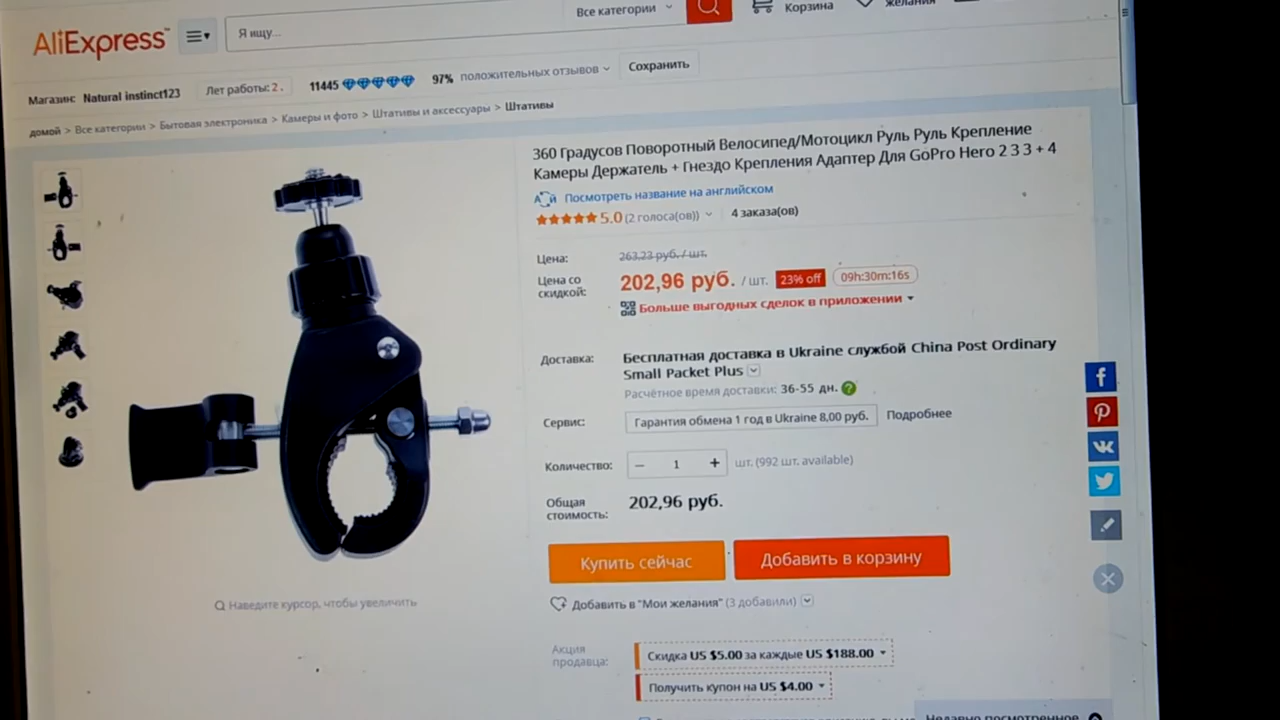 AliExpress™
Я ищу...
Все категории
Корзина
желания
Магазин: Natural instinct123
Лет работы: 2.
11445
97% положительных отзывов
Сохранить
домой > Все категории > Бытовая электроника > Камеры и фото > Штативы и аксессуары > Штативы
360 Градусов Поворотный Велосипед/Мотоцикл Руль Руль Крепление
Камеры Держатель + Гнездо Крепления Адаптер Для GoPro Hero 2 3 3 + 4
Посмотреть название на английском
5.0 (2 голоса(ов))
4 заказа(ов)
Цена:
263,23 руб. / шт.
Цена со скидкой:
202,96 руб. / шт.
23% off
09h:30m:16s
Больше выгодных сделок в приложении
Доставка:
Бесплатная доставка в Ukraine службой China Post Ordinary
Small Packet Plus
Расчётное время доставки: 36-55 дн.
Сервис:
Гарантия обмена 1 год в Ukraine 8,00 руб.
Подробнее
Количество:
– 1 +
шт. (992 шт. available)
Общая стоимость:
202,96 руб.
Купить сейчас
Добавить в корзину
Наведите курсор, чтобы увеличить
Добавить в "Мои желания" (3 добавили)
Акция продавца:
Скидка US $5.00 за каждые US $188.00
Получить купон на US $4.00
Недавно посмотренное